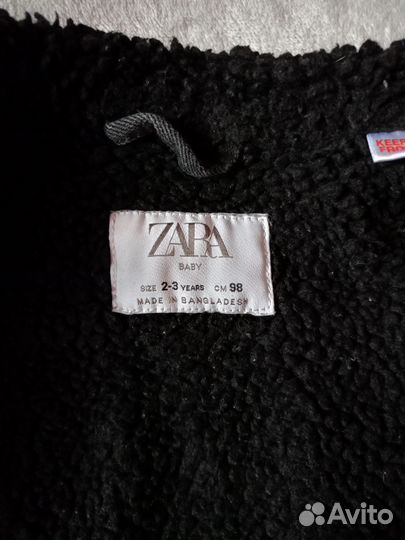 ZARA
BABY
SIZE 2-3 YEARS CM 98
MADE IN BANGLADESH
KEEP
Avito